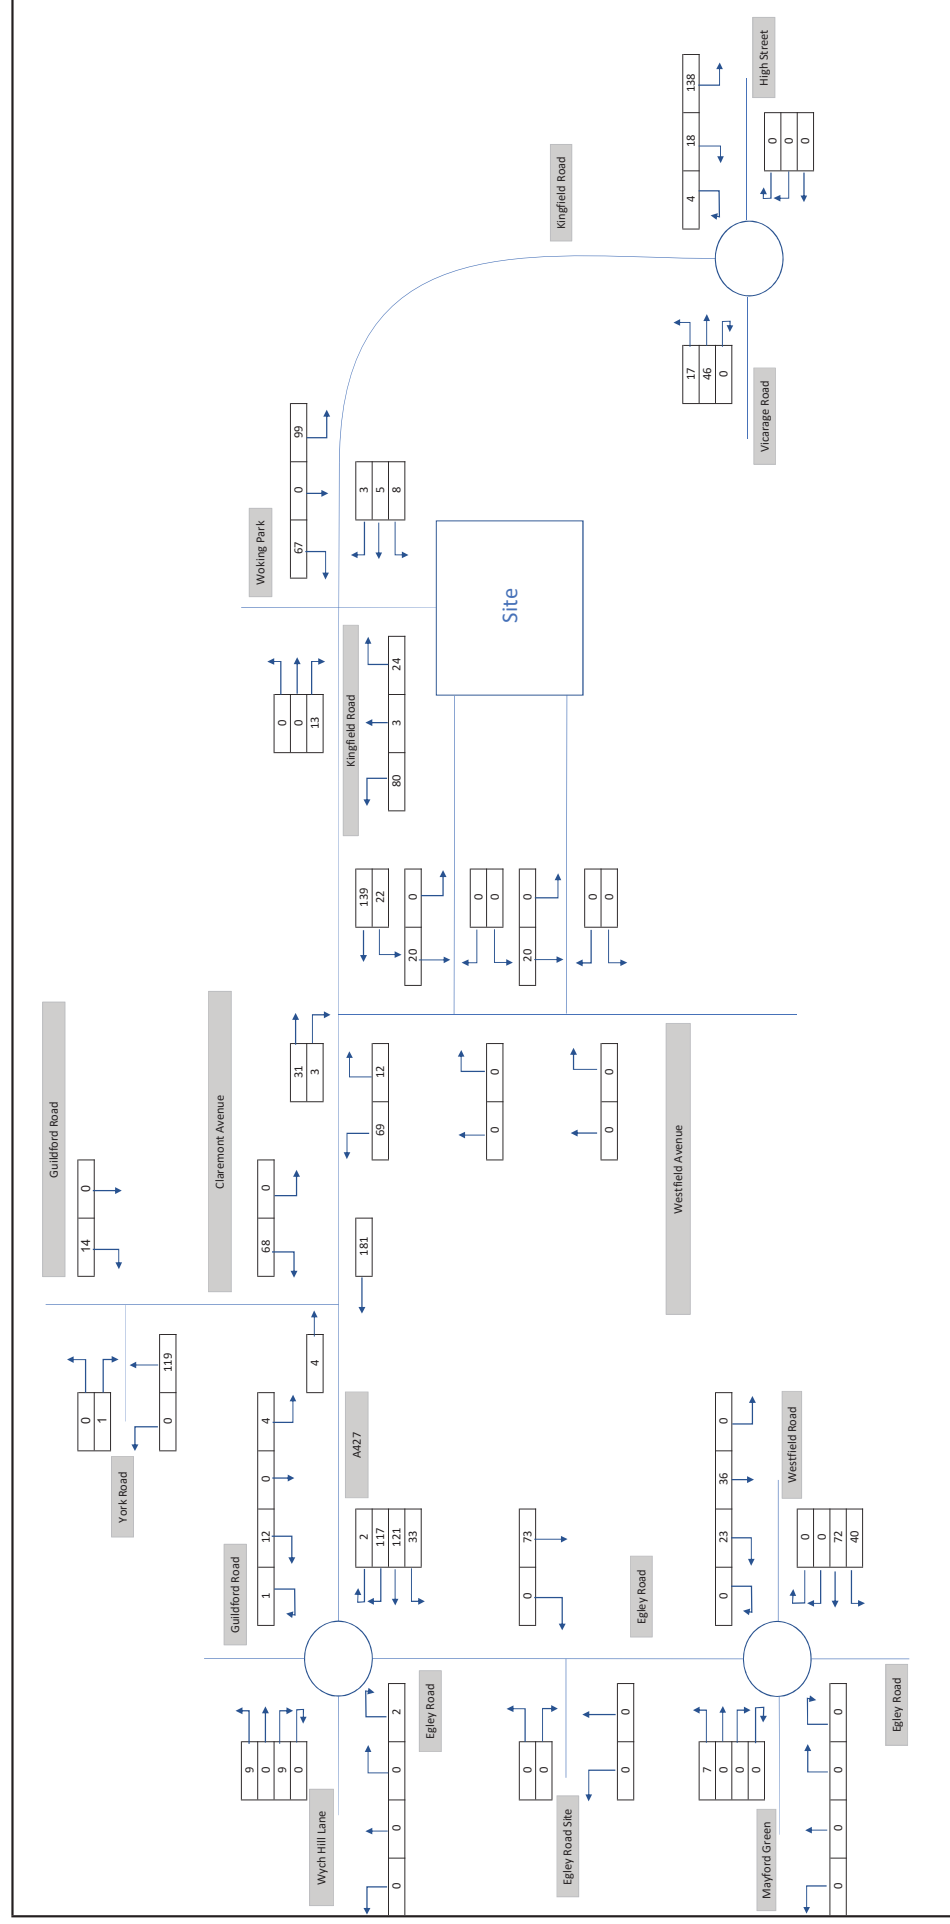 Guildford Road
14 0
0
1
0 119
York Road
Claremont Avenue
68 0
Guildford Road
1 12 0 4
9
0
9
0
Wych Hill Lane
0 0 0 2
Egley Road
2
117
121
33
A427
4
181
31
3
69 12
139
22
20 0
0
0
Kingfield Road
80 3 24
0
0
13
Woking Park
67 0 99
3
5
8
Site
0 0
20 0
0
0
0 0
Westfield Avenue
Egley Road Site
0
0
0 0
0 73
Egley Road
Mayford Green
7
0
0
0
0 0 0 0
Egley Road
0 23 36 0
Westfield Road
0
0
72
40
Kingfield Road
Vicarage Road
17
46
0
4 18 138
High Street
0
0
0